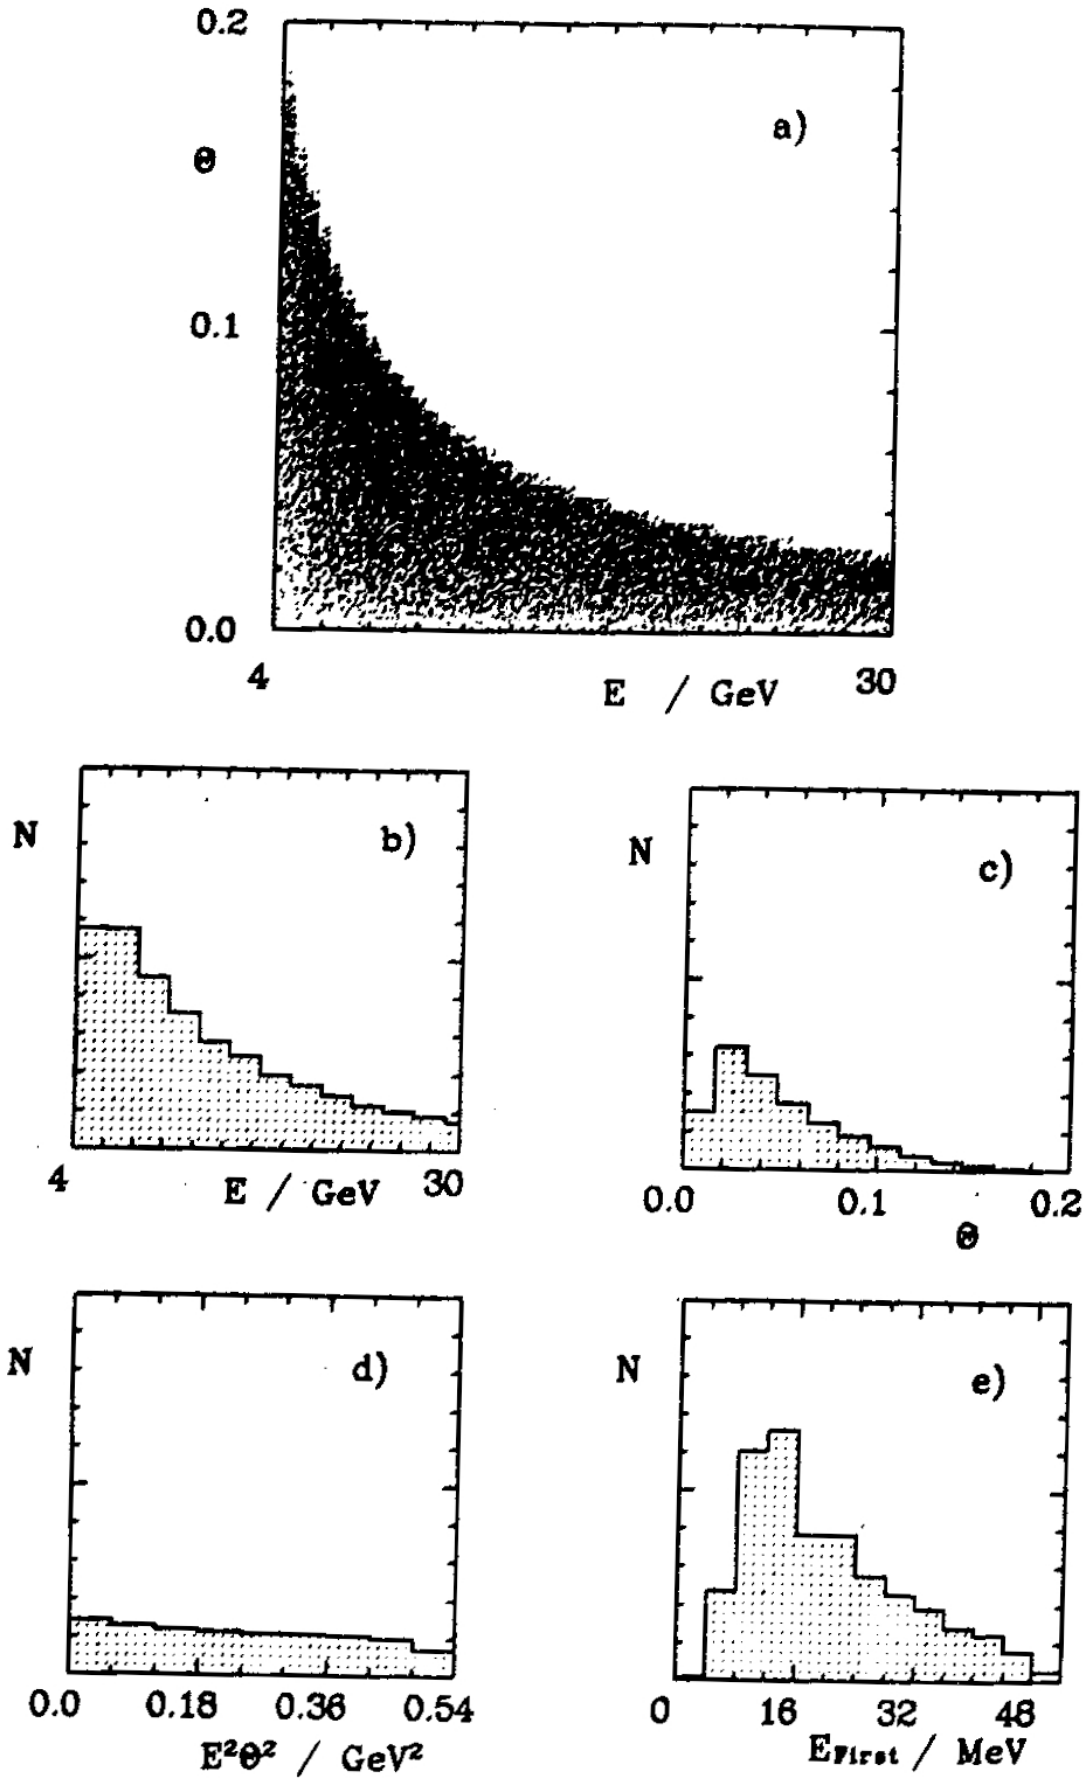 0.2
a)
Θ
0.1
0.0
4
E / GeV
30
N
b)
4
E / GeV
30
N
c)
0.0
0.1
0.2
Θ
N
d)
0.0
0.18
0.36
0.54
E²Θ² / GeV²
N
e)
0
16
32
48
EFirst / MeV